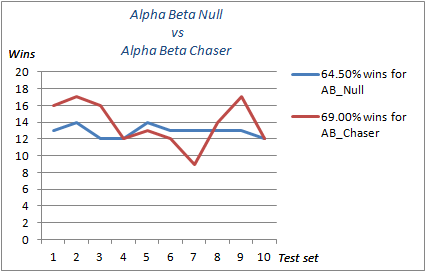 Alpha Beta Null
vs
Alpha Beta Chaser
Wins
20
18
16
14
12
10
8
6
4
2
0
1 2 3 4 5 6 7 8 9 10
Test set
64.50% wins for
AB_Null
69.00% wins for
AB_Chaser